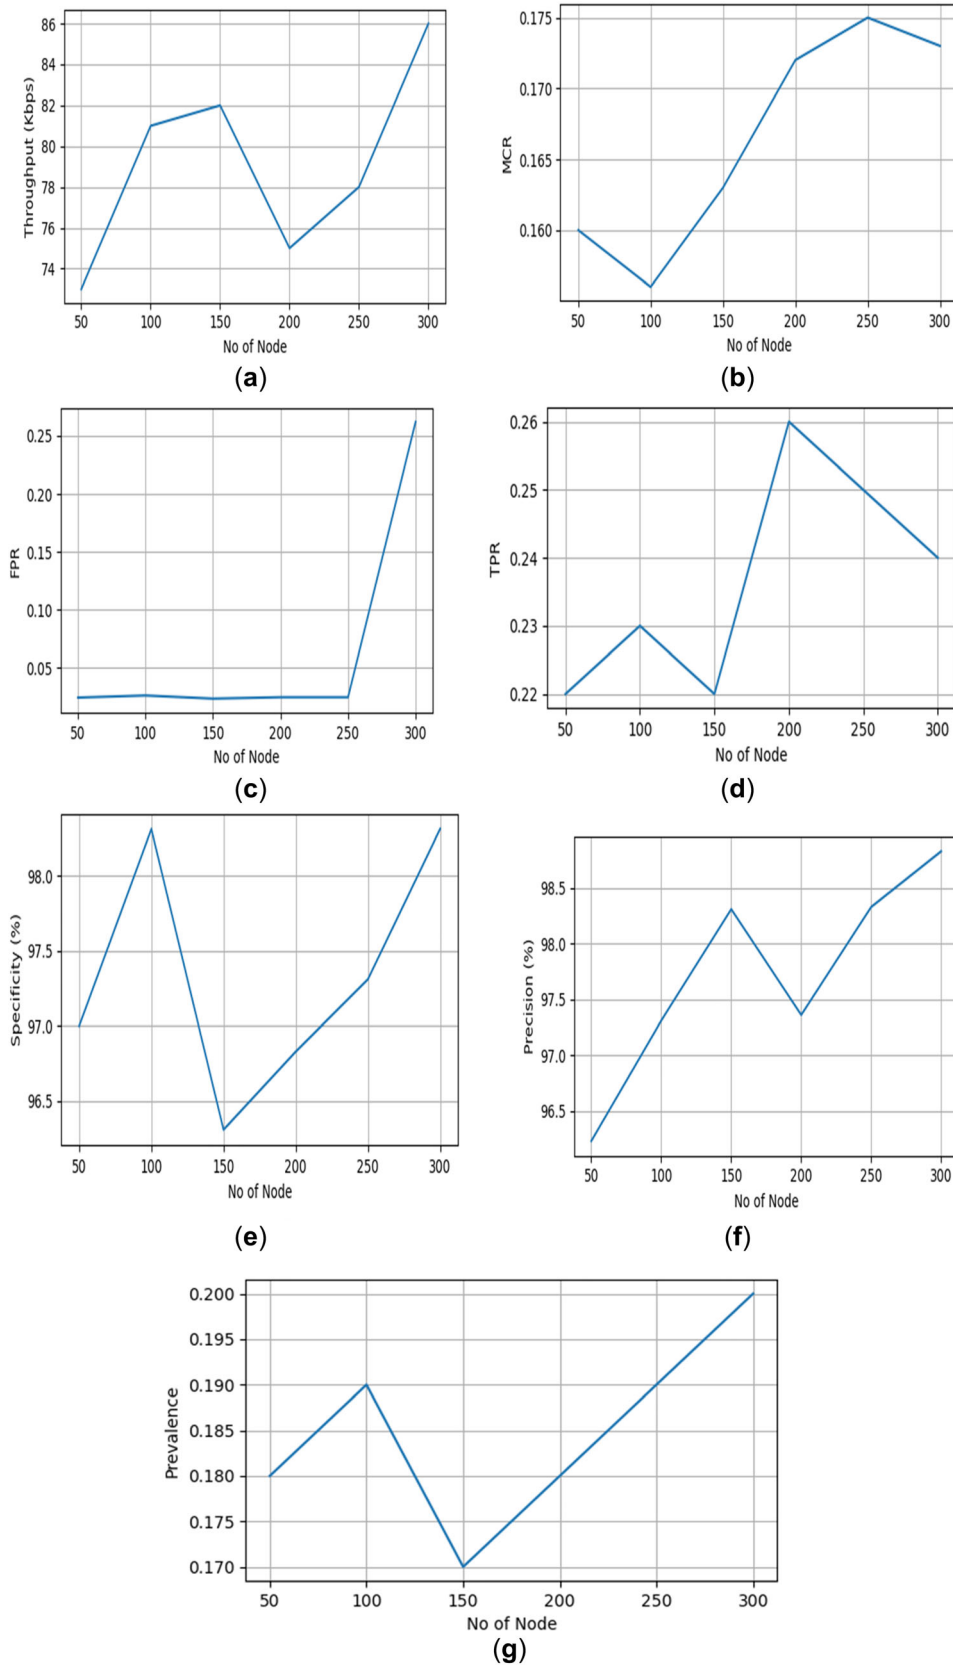 86
84
82
80
78
76
74
Throughput (Kbps)
50 100 150 200 250 300
No of Node
(a)
0.175
0.170
0.165
0.160
MCR
50 100 150 200 250 300
No of Node
(b)
0.25
0.20
0.15
0.10
0.05
FPR
50 100 150 200 250 300
No of Node
(c)
0.26
0.25
0.24
0.23
0.22
TPR
50 100 150 200 250 300
No of Node
(d)
98.0
97.5
97.0
96.5
Specificity (%)
50 100 150 200 250 300
No of Node
(e)
98.5
98.0
97.5
97.0
96.5
Precision (%)
50 100 150 200 250 300
No of Node
(f)
0.200
0.195
0.190
0.185
0.180
0.175
0.170
Prevalence
50 100 150 200 250 300
No of Node
(g)